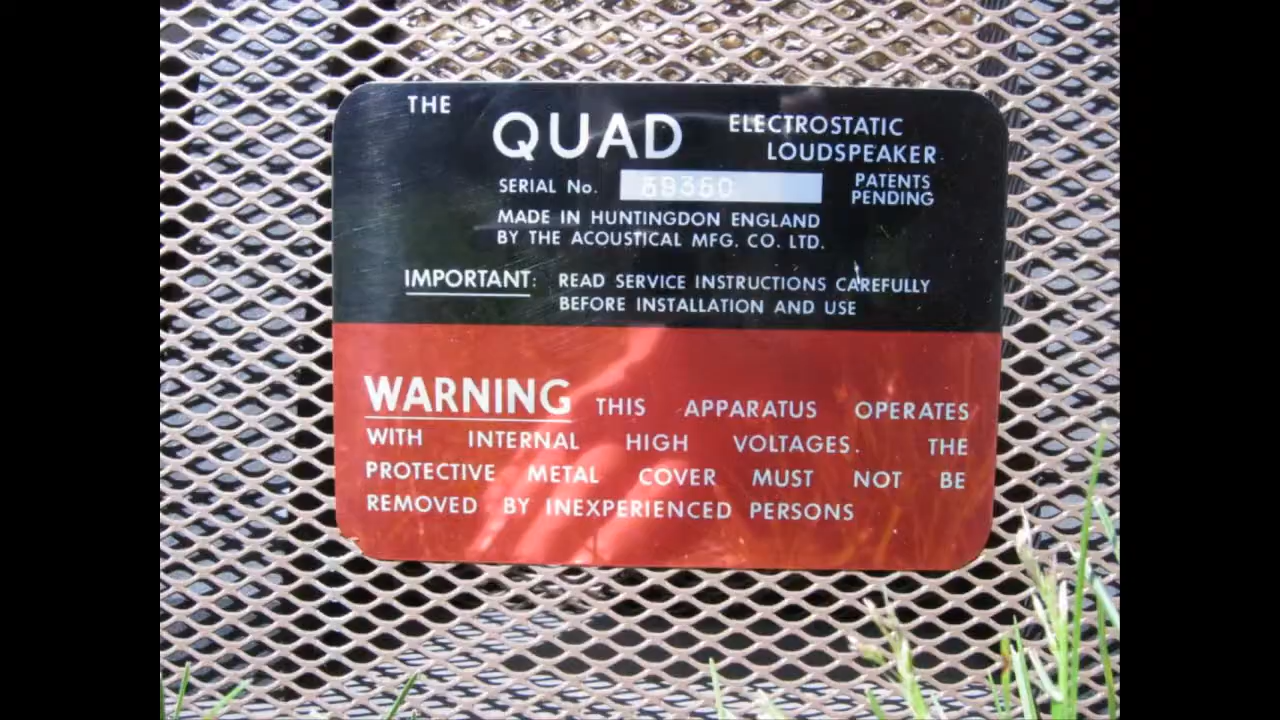 THE QUAD ELECTROSTATIC
LOUDSPEAKER
SERIAL No. PATENTS
PENDING
MADE IN HUNTINGDON ENGLAND
BY THE ACOUSTICAL MFG. CO. LTD.
IMPORTANT: READ SERVICE INSTRUCTIONS CAREFULLY
BEFORE INSTALLATION AND USE
WARNING THIS APPARATUS OPERATES
WITH INTERNAL HIGH VOLTAGES. THE
PROTECTIVE METAL COVER MUST NOT BE
REMOVED BY INEXPERIENCED PERSONS